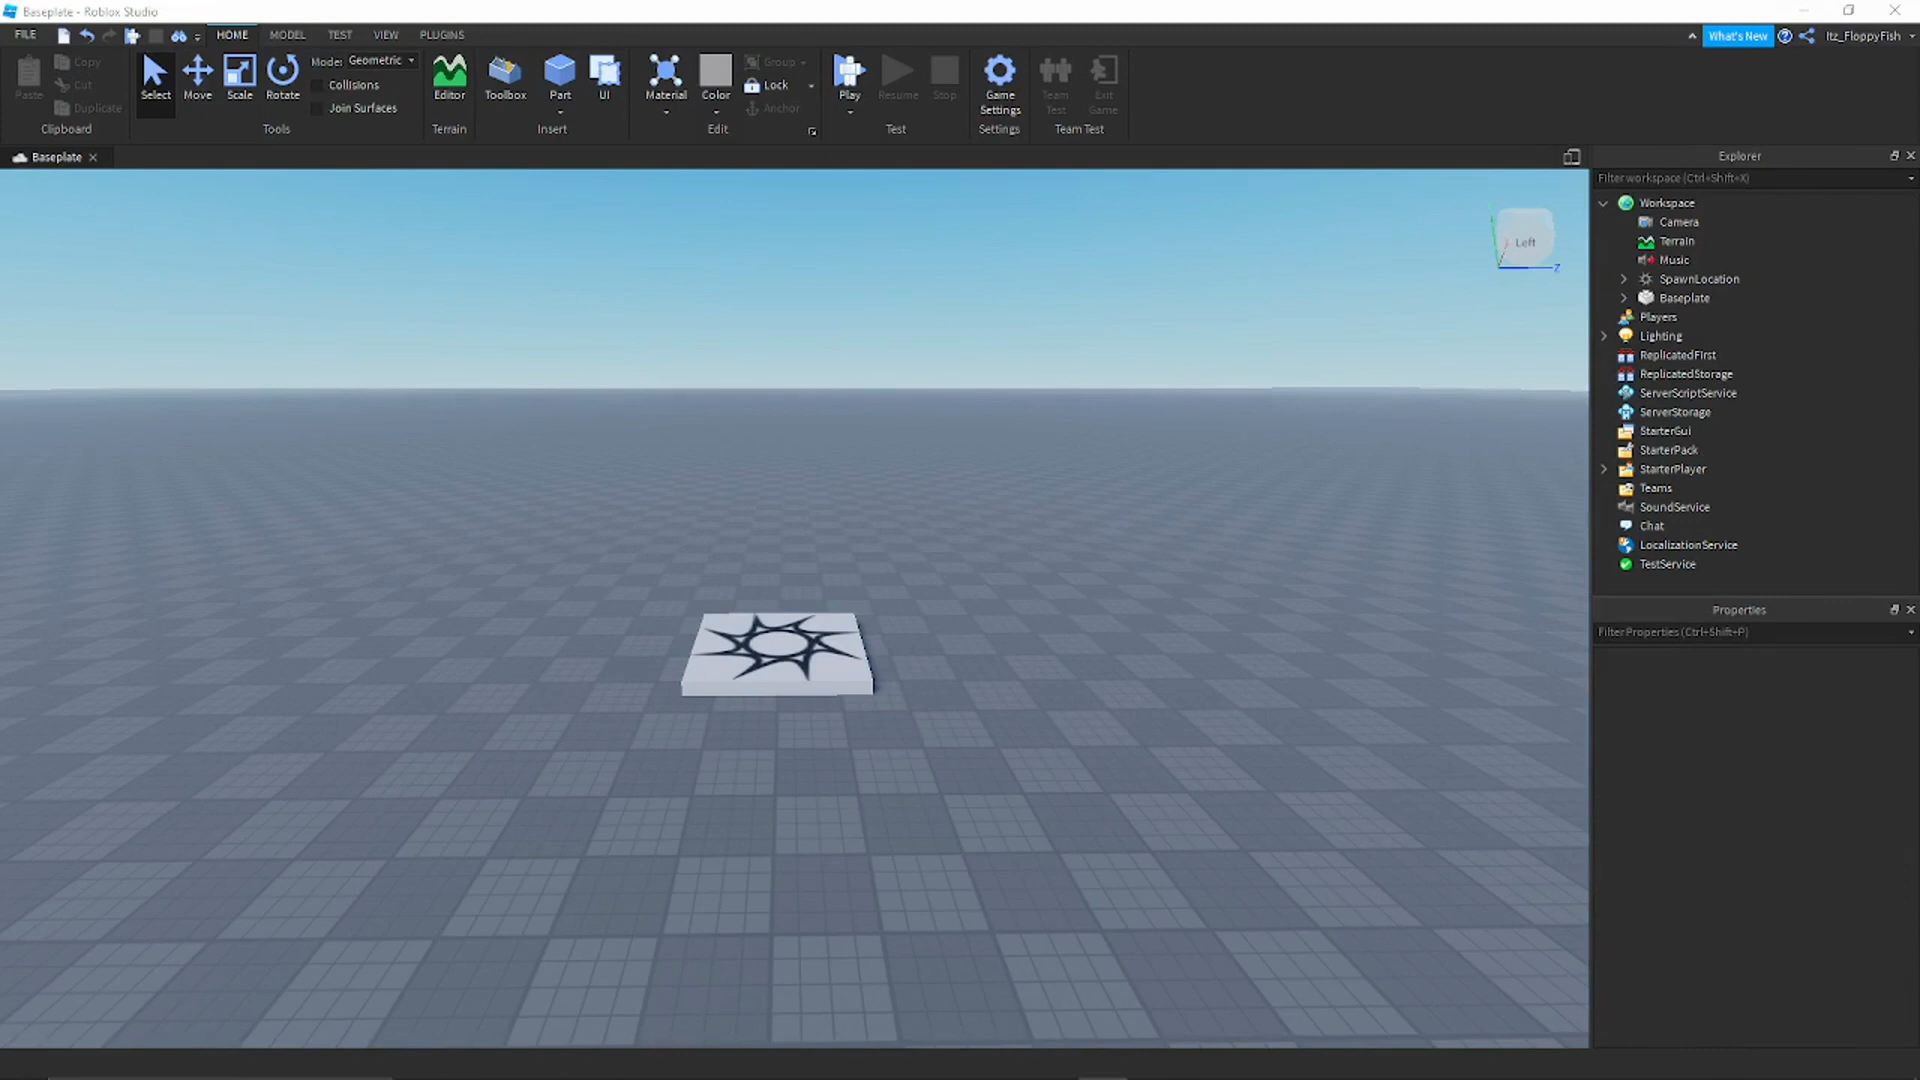 Baseplate - Roblox Studio
FILE
HOME
MODEL
TEST
VIEW
PLUGINS
What's New
Itz_FloppyFish
Paste
Copy
Cut
Duplicate
Clipboard
Select
Move
Scale
Rotate
Mode: Geometric
Collisions
Join Surfaces
Tools
Editor
Terrain
Toolbox
Part
UI
Insert
Material
Color
Group
Lock
Anchor
Edit
Play
Resume
Stop
Test
Game
Settings
Settings
Team
Test
Exit
Game
Team Test
Baseplate
Left
Z
Explorer
Filter workspace (Ctrl+Shift+X)
Workspace
Camera
Terrain
Music
SpawnLocation
Baseplate
Players
Lighting
ReplicatedFirst
ReplicatedStorage
ServerScriptService
ServerStorage
StarterGui
StarterPack
StarterPlayer
Teams
SoundService
Chat
LocalizationService
TestService
Properties
Filter Properties (Ctrl+Shift+P)